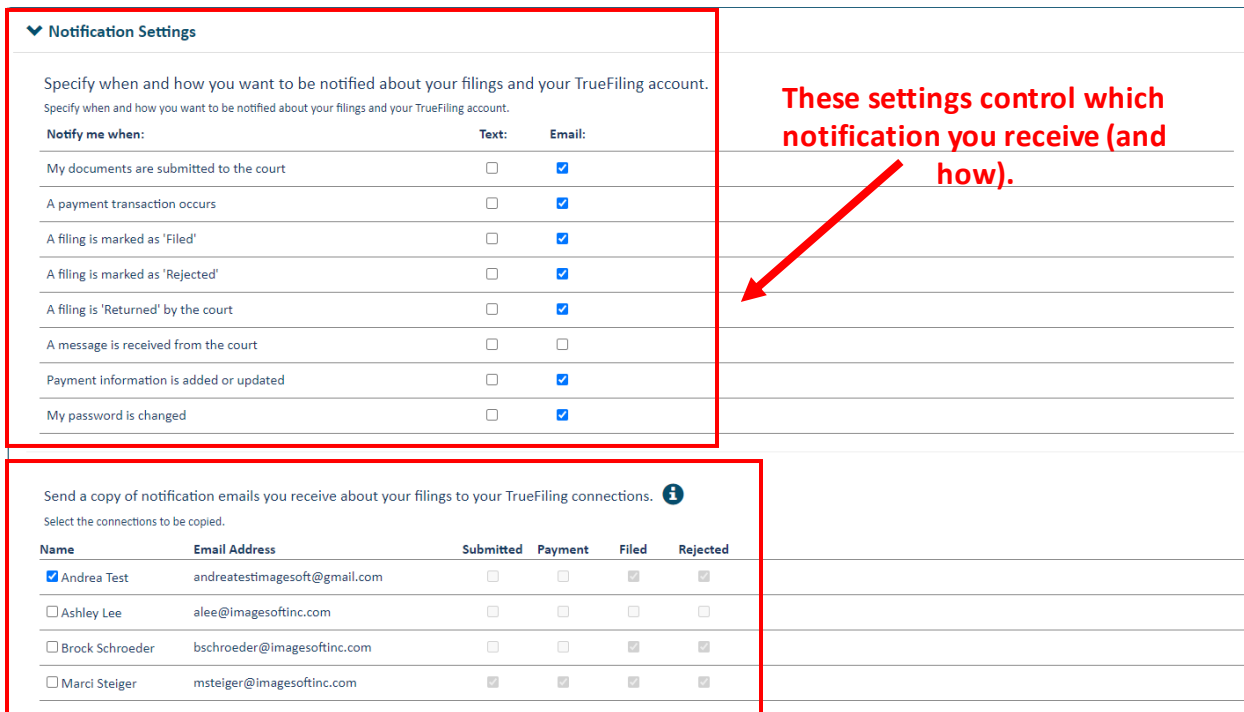 Notification Settings
Specify when and how you want to be notified about your filings and your TrueFiling account.
Specify when and how you want to be notified about your filings and your TrueFiling account.
Notify me when: Text: Email:
My documents are submitted to the court
A payment transaction occurs
A filing is marked as 'Filed'
A filing is marked as 'Rejected'
A filing is 'Returned' by the court
A message is received from the court
Payment information is added or updated
My password is changed
These settings control which
notification you receive (and
how).
Send a copy of notification emails you receive about your filings to your TrueFiling connections.
Select the connections to be copied.
Name Email Address Submitted Payment Filed Rejected
Andrea Test andreatestimagesoft@gmail.com
Ashley Lee alee@imagesoftinc.com
Brock Schroeder bschroeder@imagesoftinc.com
Marci Steiger msteiger@imagesoftinc.com